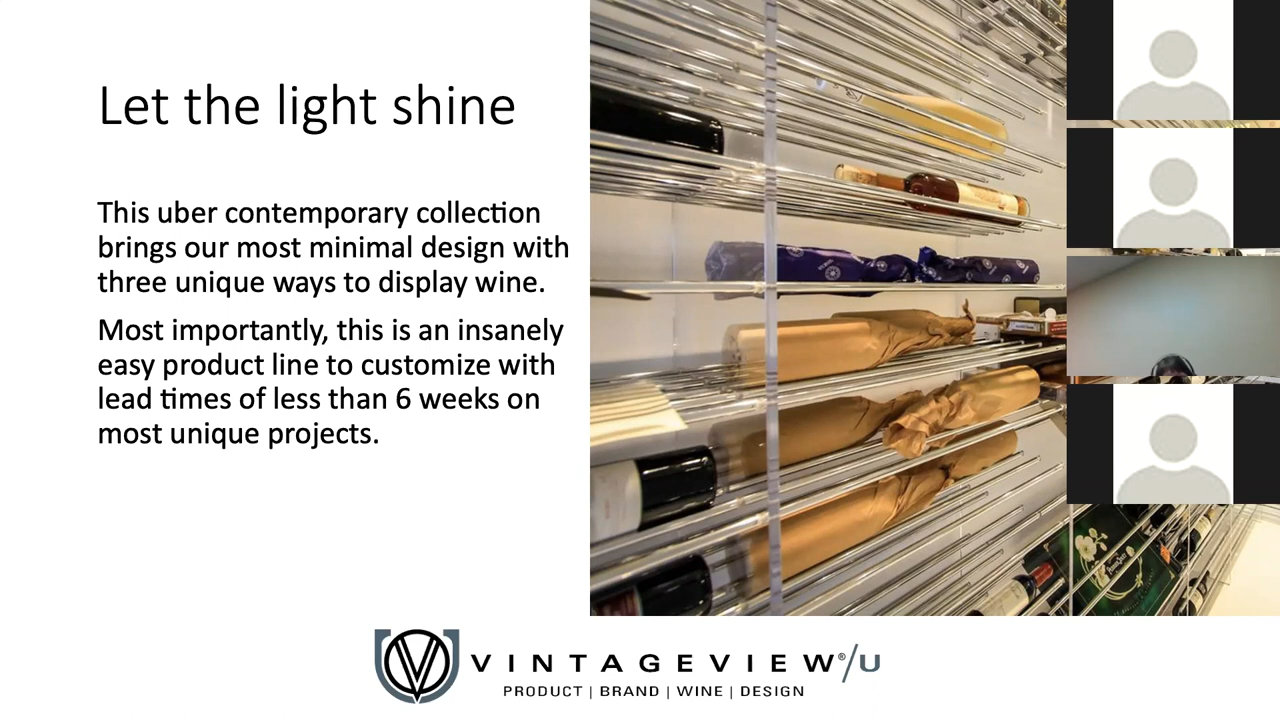 Let the light shine
This uber contemporary collection
brings our most minimal design with
three unique ways to display wine.
Most importantly, this is an insanely
easy product line to customize with
lead times of less than 6 weeks on
most unique projects.
VINTAGEVIEW®/U
PRODUCT | BRAND | WINE | DESIGN